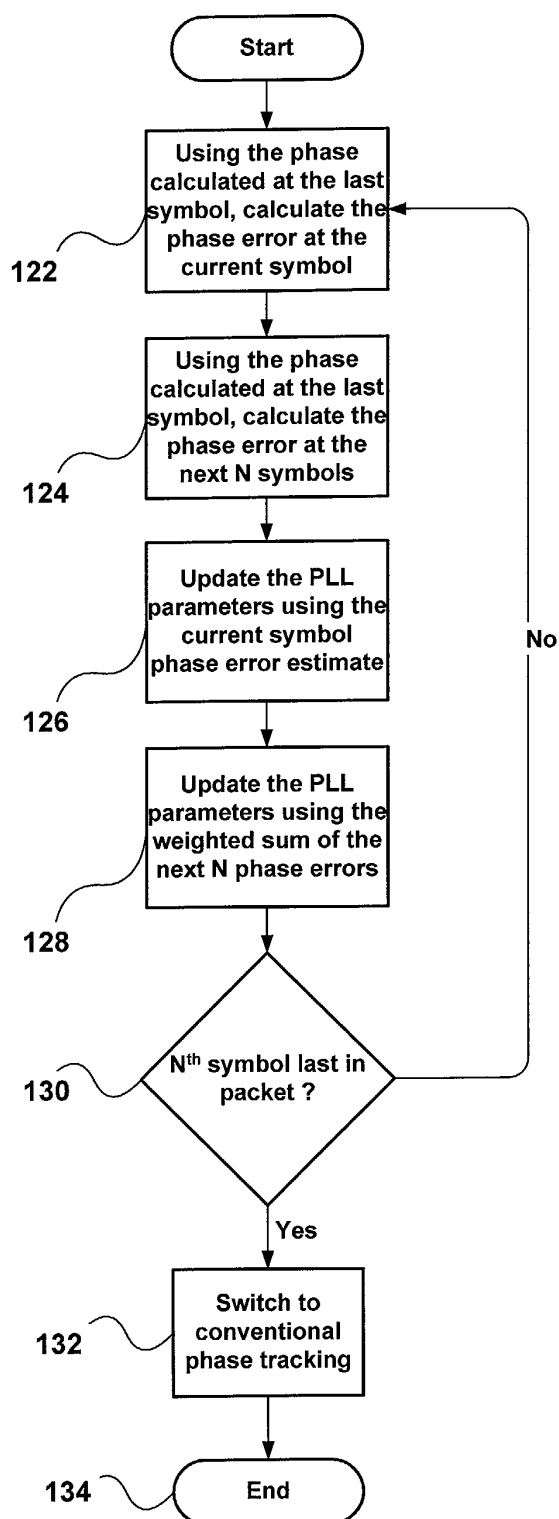 Start
Using the phase
calculated at the last
symbol, calculate the
phase error at the
current symbol
122
Using the phase
calculated at the last
symbol, calculate the
phase error at the
next N symbols
124
Update the PLL
parameters using the
current symbol
phase error estimate
126
No
Update the PLL
parameters using the
weighted sum of the
next N phase errors
128
Nth symbol last in
packet ?
130
Yes
Switch to
conventional
phase tracking
132
End
134